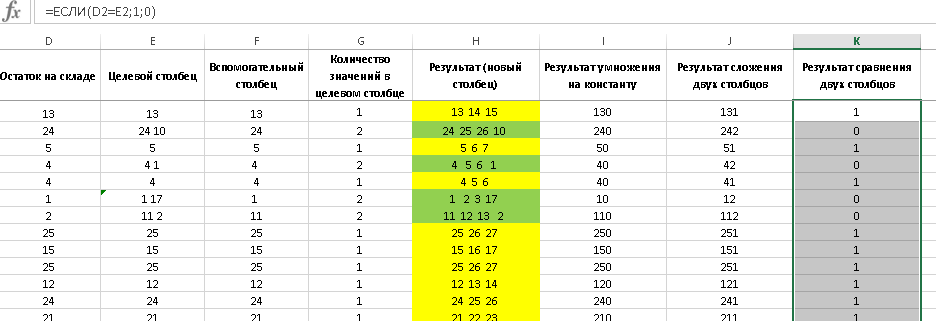 fx =ЕСЛИ(D2=E2;1;0)
D E F G H I J K
Остаток на складе Целевой столбец Вспомогательный столбец Количество значений в целевом столбце Результат (новый столбец) Результат умножения на константу Результат сложения двух столбцов Результат сравнения двух столбцов
13 13 13 1 13 14 15 130 131 1
24 24 10 24 2 24 25 26 10 240 242 0
5 5 5 1 5 6 7 50 51 1
4 4 1 4 2 4 5 6 1 40 42 0
4 4 4 1 4 5 6 40 41 1
1 1 17 1 2 1 2 3 17 10 12 0
2 11 2 11 2 11 12 13 2 110 112 0
25 25 25 1 25 26 27 250 251 1
15 15 15 1 15 16 17 150 151 1
25 25 25 1 25 26 27 250 251 1
12 12 12 1 12 13 14 120 121 1
24 24 24 1 24 25 26 240 241 1
21 21 21 1 21 22 23 210 211 1